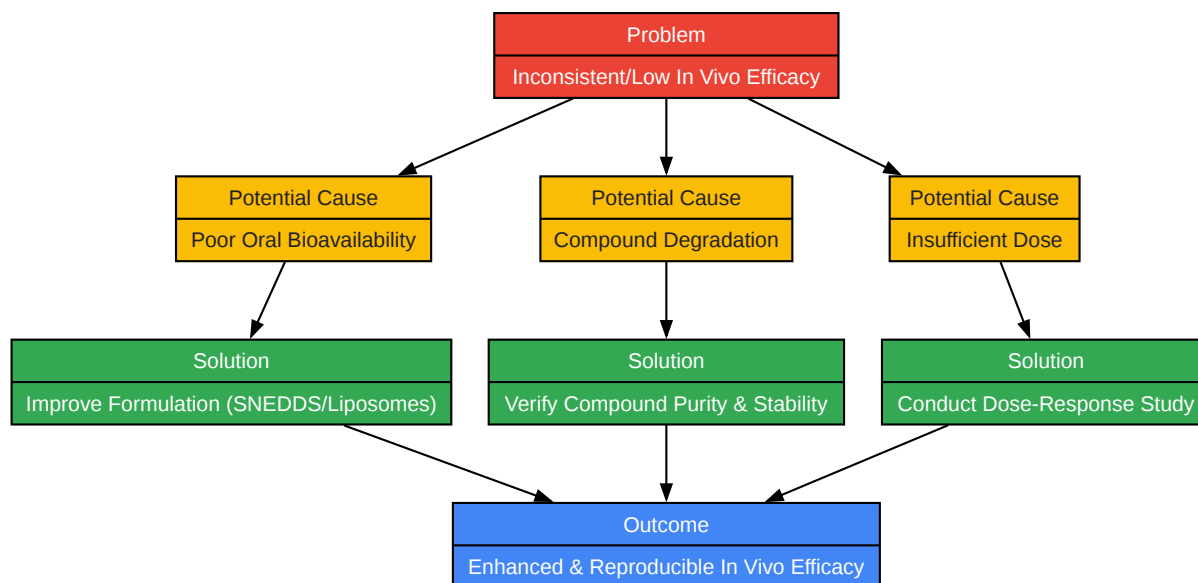 Problem
Inconsistent/Low In Vivo Efficacy
Potential Cause
Poor Oral Bioavailability
Potential Cause
Compound Degradation
Potential Cause
Insufficient Dose
Solution
Improve Formulation (SNEDDS/Liposomes)
Solution
Verify Compound Purity & Stability
Solution
Conduct Dose-Response Study
Outcome
Enhanced & Reproducible In Vivo Efficacy